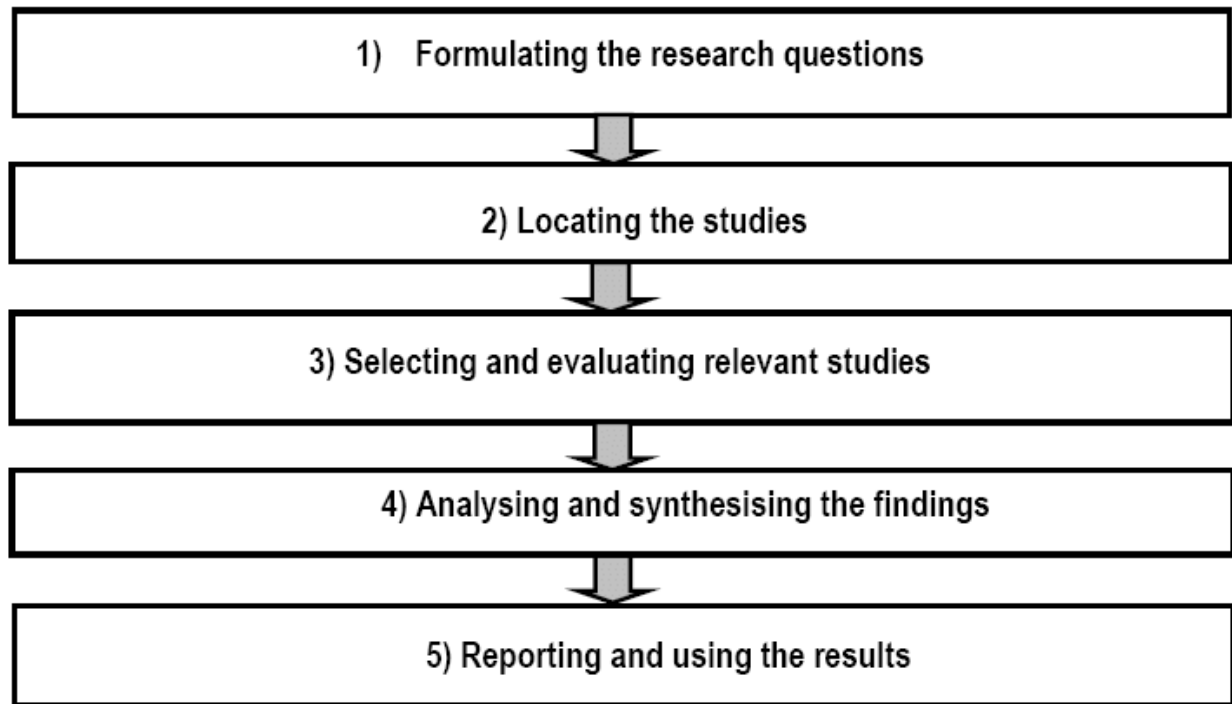 1) Formulating the research questions
2) Locating the studies
3) Selecting and evaluating relevant studies
4) Analysing and synthesising the findings
5) Reporting and using the results